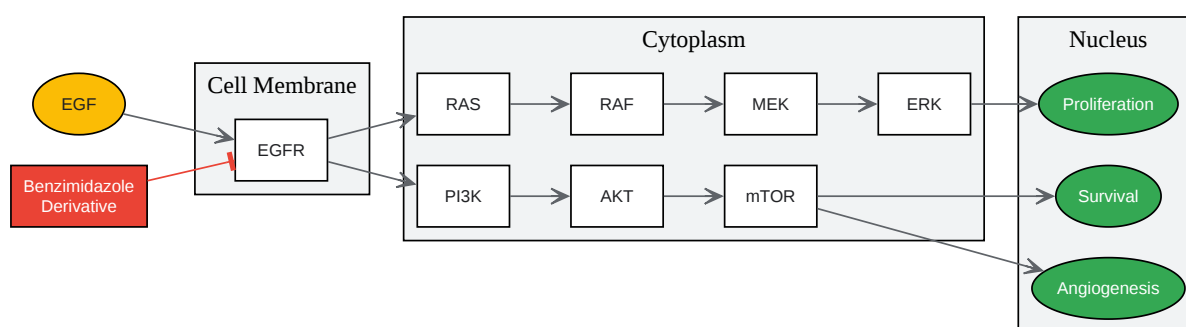 Cytoplasm
Nucleus
Cell Membrane
EGF
EGFR
Benzimidazole
Derivative
RAS
RAF
MEK
ERK
Proliferation
PI3K
AKT
mTOR
Survival
Angiogenesis